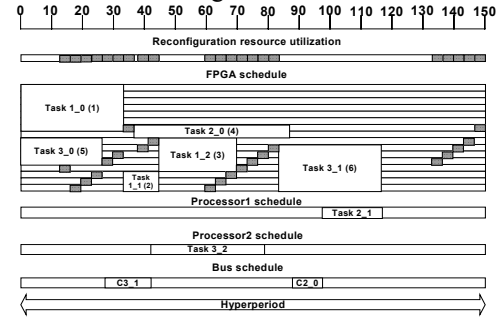 0 10 20 30 40 50 60 70 80 90 100 110 120 130 140 150
Reconfiguration resource utilization
FPGA schedule
Task 1_0 (1)
Task 2_0 (4)
Task 3_0 (5)
Task 1_2 (3)
Task 3_1 (6)
Task
1_1 (2)
Processor1 schedule
Task 2_1
Processor2 schedule
Task 3_2
Bus schedule
C3_1 C2_0
Hyperperiod